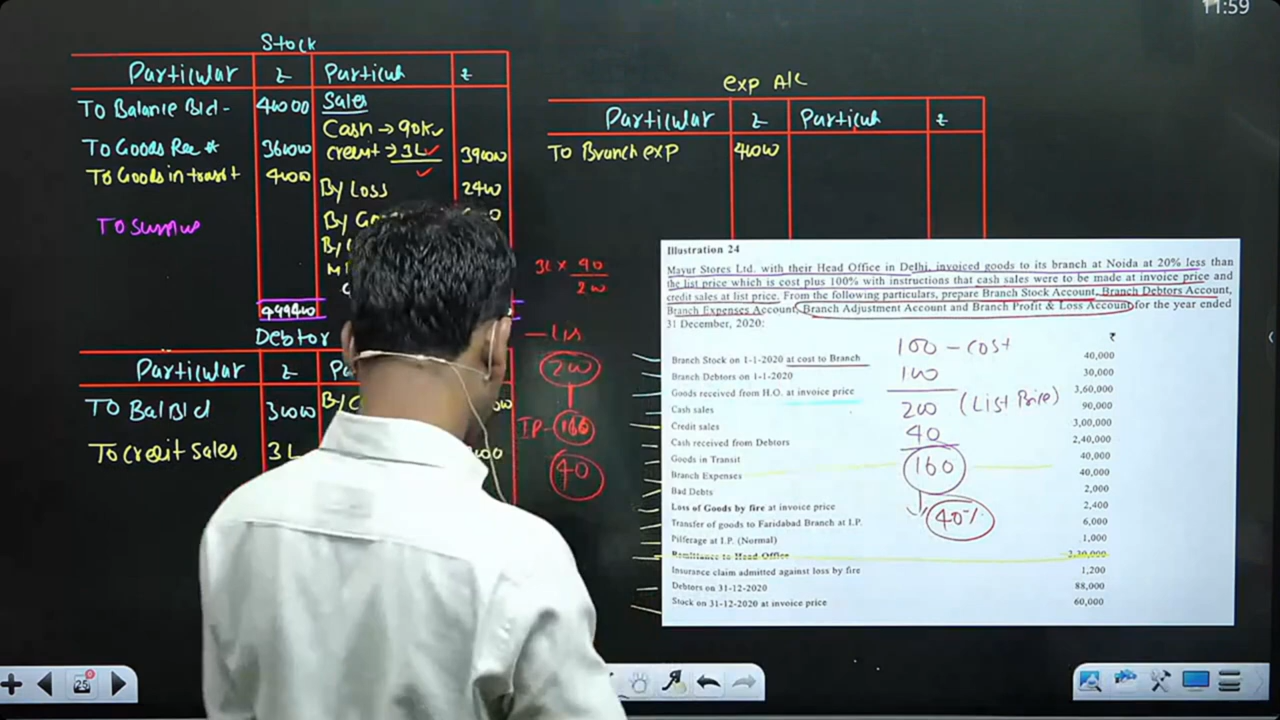 11:59
Stock
Particular ₹ Particuh ₹
To Balance Bld - 40000 Sales
Cash → 90k
To Goods Rec * 360000 credit → 3L 390000
To Goods in transit 40000
By Loss 2400
To Surplus
999400
Debtor
Particular ₹
To Bal Bld 30000 By C
To credit Sales 3L
exp A/c
Particular ₹ Particuh ₹
To Branch exp 40000
3L × 40
200
200
IP - 160
40
Illustration 24
Mayur Stores Ltd. with their Head Office in Delhi, invoiced goods to its branch at Noida at 20% less than
the list price which is cost plus 100% with instructions that cash sales were to be made at invoice price and
credit sales at list price. From the following particulars, prepare Branch Stock Account, Branch Debtors Account,
Branch Expenses Account, Branch Adjustment Account and Branch Profit & Loss Account for the year ended
31 December, 2020:
₹
Branch Stock on 1-1-2020 at cost to Branch 40,000
Branch Debtors on 1-1-2020 30,000
Goods received from H.O. at invoice price 3,60,000
Cash sales 90,000
Credit sales 3,00,000
Cash received from Debtors 2,40,000
Goods in Transit 40,000
Branch Expenses 40,000
Bad Debts 2,000
Loss of Goods by fire at invoice price 2,400
Transfer of goods to Faridabad Branch at I.P. 6,000
Pilferage at I.P. (Normal) 1,000
Remittance to Head Office 2,30,000
Insurance claim admitted against loss by fire 1,200
Debtors on 31-12-2020 88,000
Stock on 31-12-2020 at invoice price 60,000
100 - cost
100
200 (List Price)
40
160
40%
25